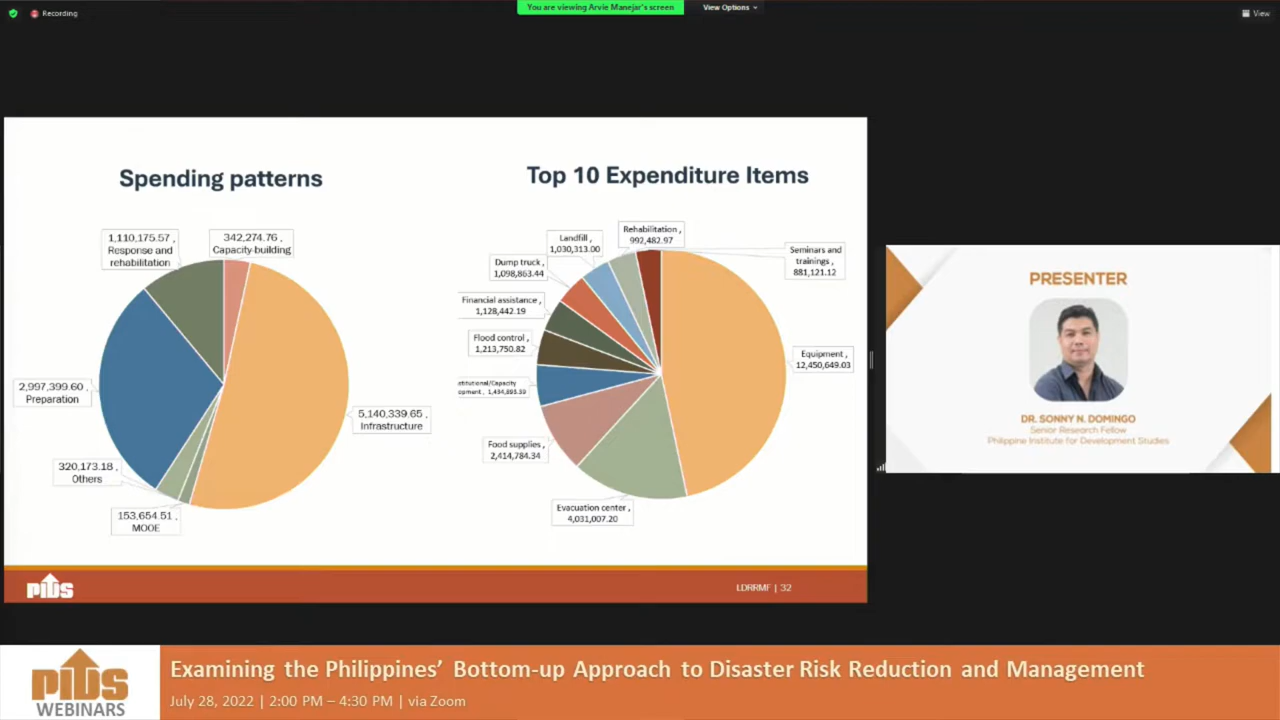 Recording
You are viewing Arvie Manejar's screen
View Options
View
Spending patterns
1,110,175.57 ,
Response and
rehabilitation
342,274.76 ,
Capacity-building
2,997,399.60 ,
Preparation
5,140,339.65 ,
Infrastructure
320,173.18 ,
Others
153,654.51 ,
MOOE
Top 10 Expenditure Items
Rehabilitation ,
992,482.97
Landfill ,
1,030,313.00
Seminars and
trainings ,
881,121.12
Dump truck ,
1,098,863.44
Financial assistance ,
1,128,442.19
Flood control ,
1,213,750.82
Equipment ,
12,450,649.03
stitutional/Capacity
opment ,
Food supplies ,
2,414,784.34
Evacuation center ,
4,031,007.20
PIDS
LDRRMF | 32
PRESENTER
DR. SONNY N. DOMINGO
Senior Research Fellow
Philippine Institute for Development Studies
PIDS
WEBINARS
Examining the Philippines' Bottom-up Approach to Disaster Risk Reduction and Management
July 28, 2022 | 2:00 PM – 4:30 PM | via Zoom